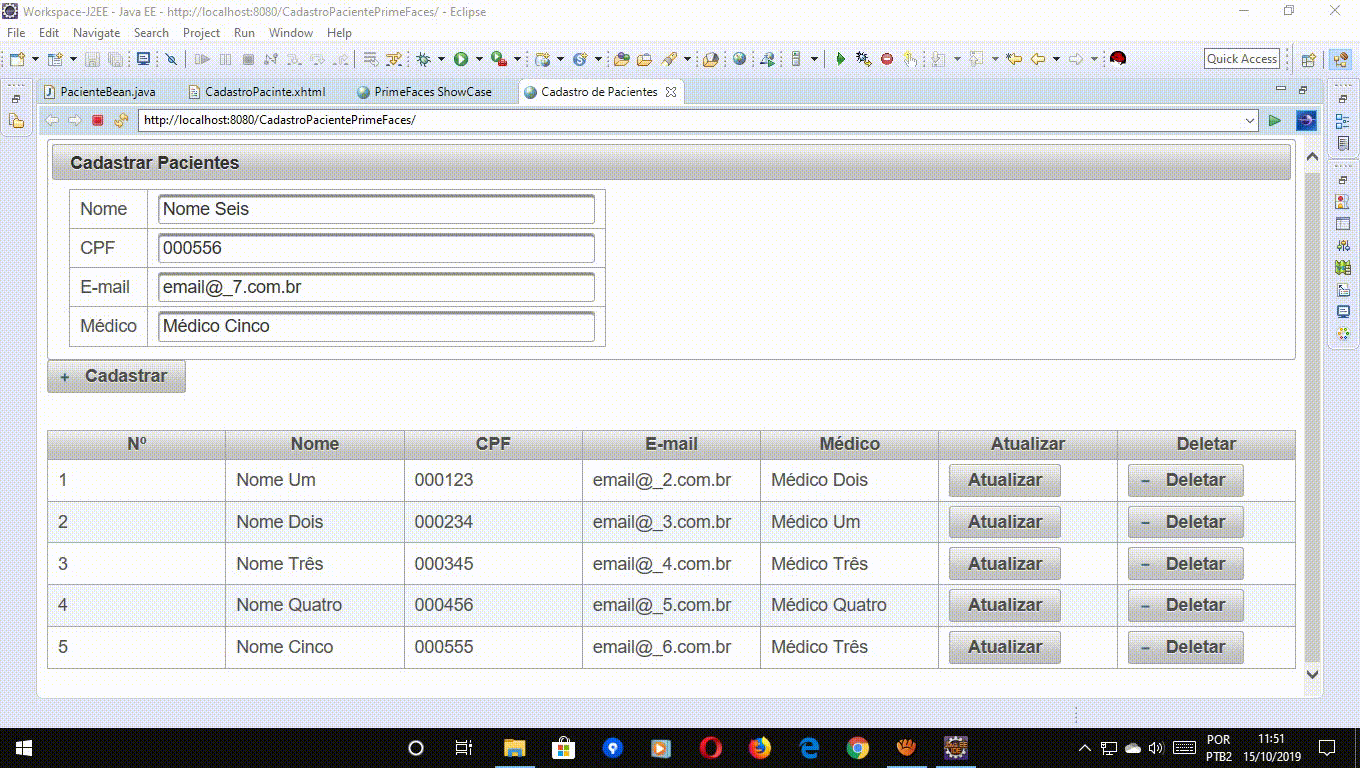 Workspace-J2EE - Java EE - http://localhost:8080/CadastroPacientePrimeFaces/ - Eclipse
File Edit Navigate Search Project Run Window Help
Quick Access
PacienteBean.java CadastroPacinte.xhtml PrimeFaces ShowCase Cadastro de Pacientes
http://localhost:8080/CadastroPacientePrimeFaces/
Cadastrar Pacientes
Nome Nome Seis
CPF 000556
E-mail email@_7.com.br
Médico Médico Cinco
+ Cadastrar
Nº Nome CPF E-mail Médico Atualizar Deletar
1 Nome Um 000123 email@_2.com.br Médico Dois Atualizar – Deletar
2 Nome Dois 000234 email@_3.com.br Médico Um Atualizar – Deletar
3 Nome Três 000345 email@_4.com.br Médico Três Atualizar – Deletar
4 Nome Quatro 000456 email@_5.com.br Médico Quatro Atualizar – Deletar
5 Nome Cinco 000555 email@_6.com.br Médico Três Atualizar – Deletar
POR 11:51
PTB2 15/10/2019